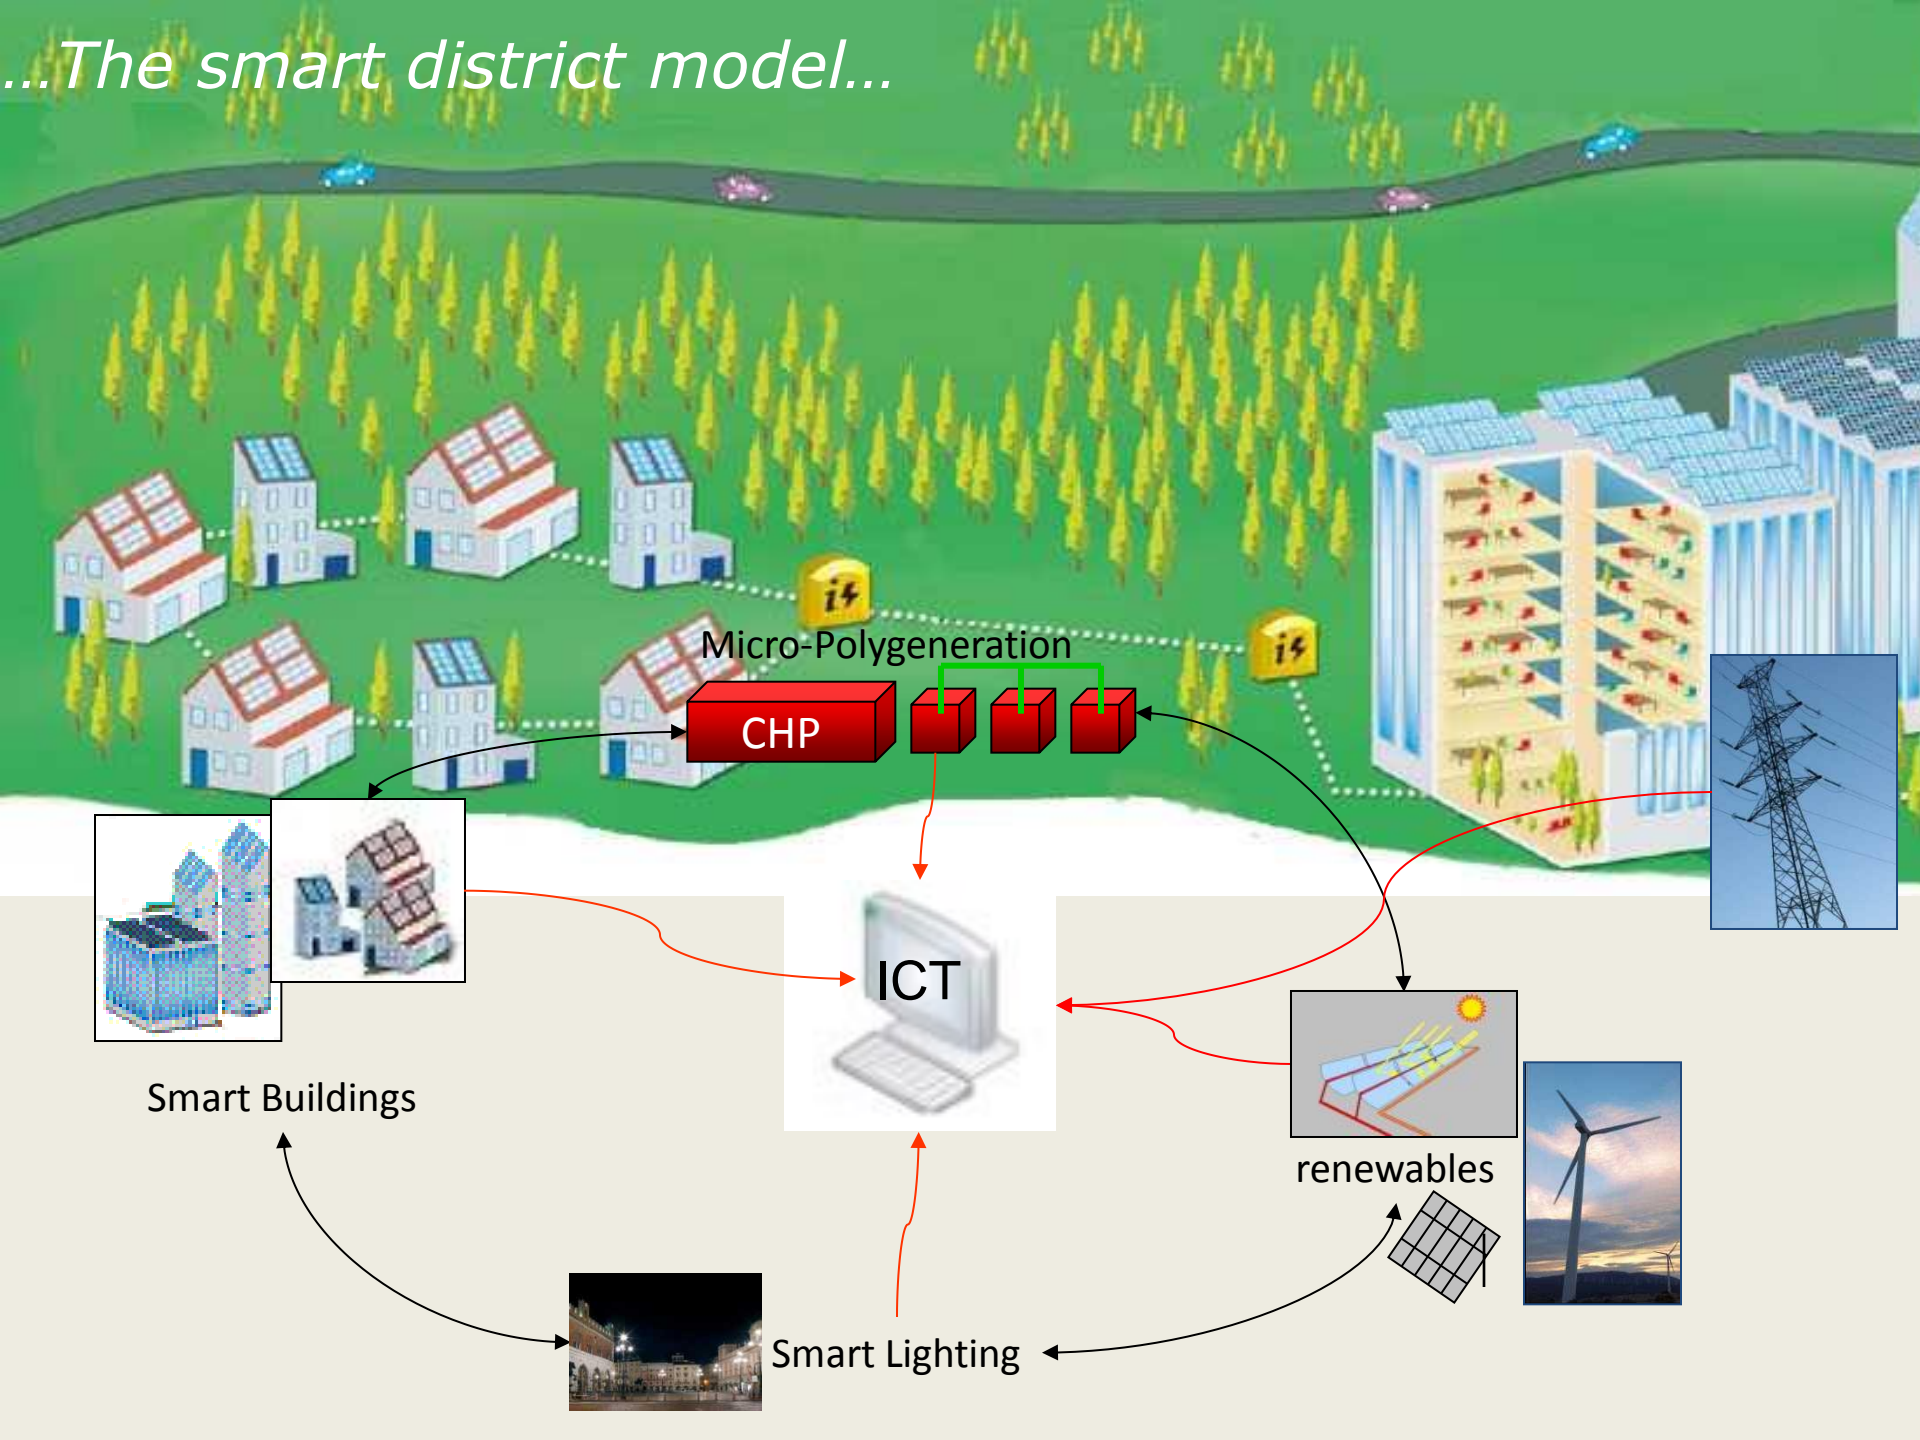 ...The smart district model...
i
i
Micro-Polygeneration
CHP
ICT
Smart Buildings
renewables
Smart Lighting